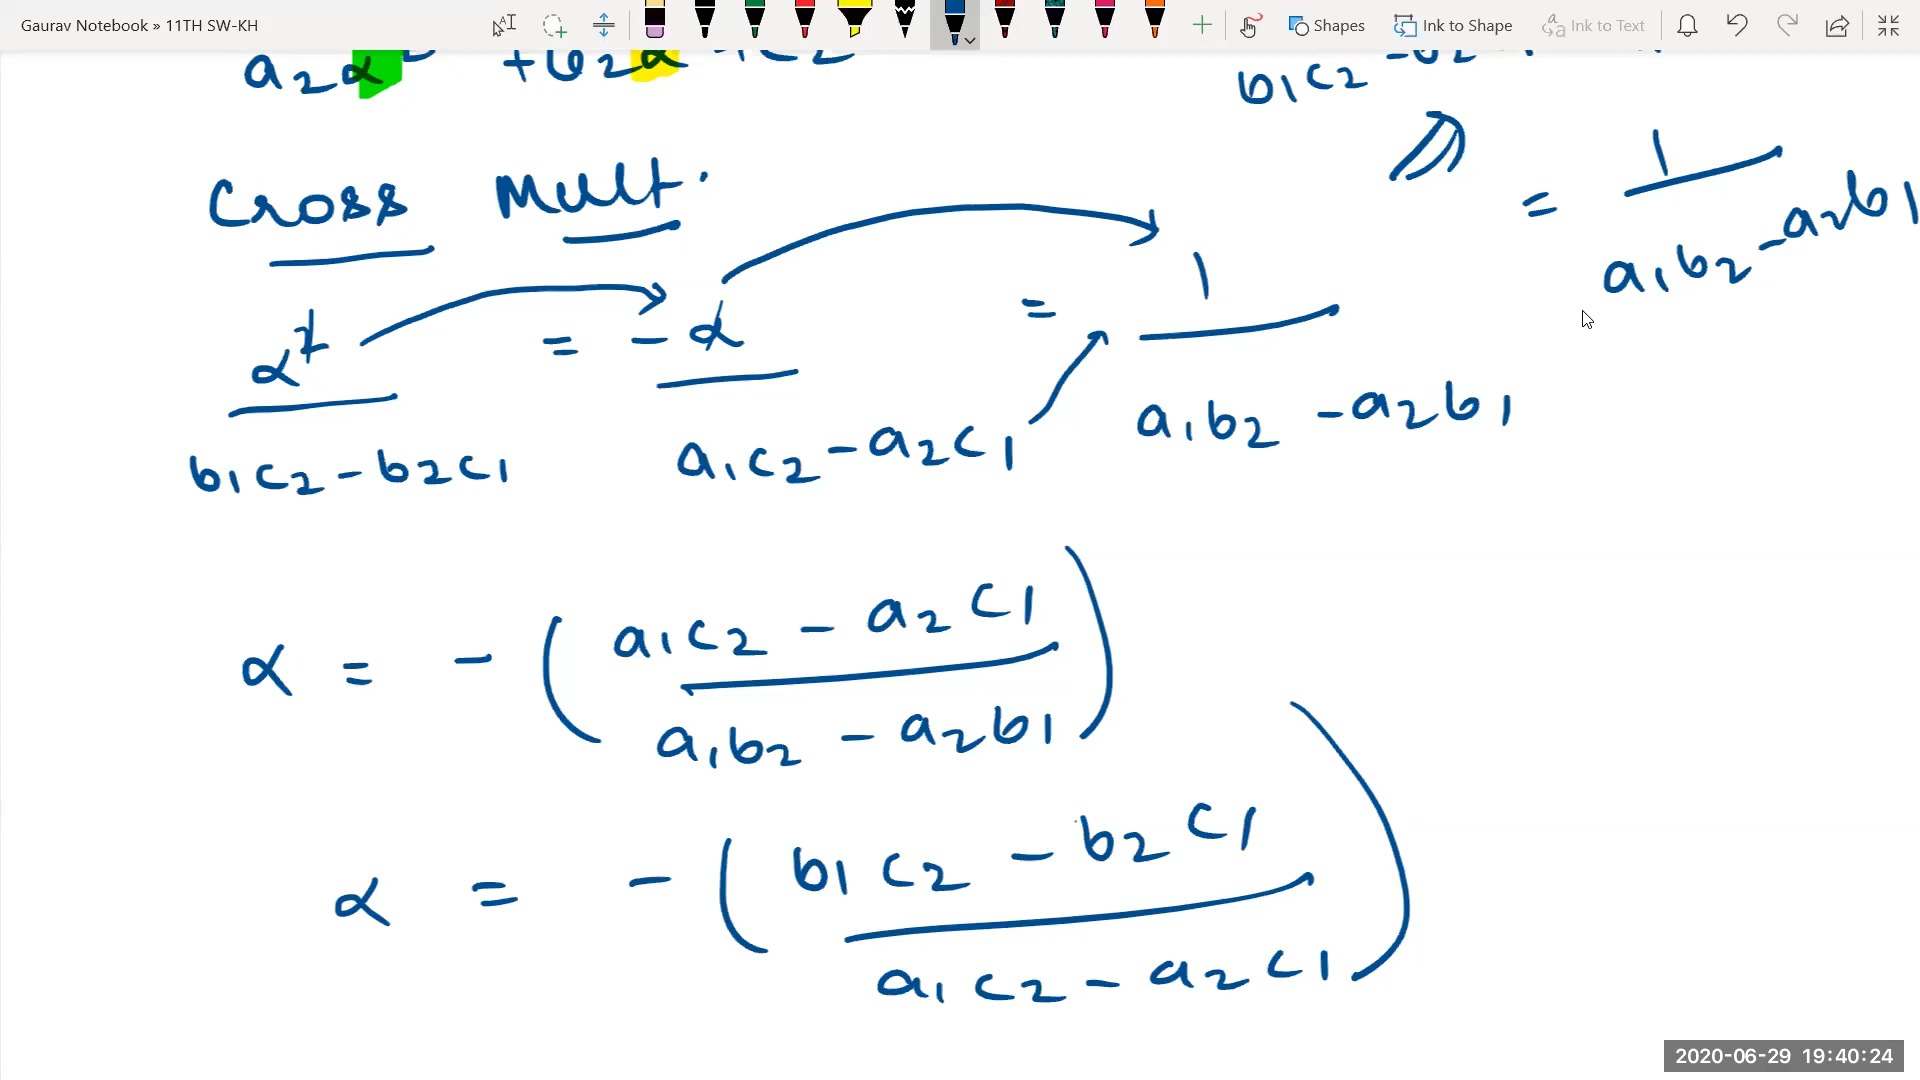 Gaurav Notebook » 11TH SW-KH
Shapes
Ink to Shape
Ink to Text
a2α² + b2α + c2
b1c2 - b2
Cross Mult.
= 1
a1b2 - a2b1
α² = - α = 1
b1c2 - b2c1 a1c2 - a2c1 a1b2 - a2b1
α = - ( a1c2 - a2c1
a1b2 - a2b1 )
α = - ( b1c2 - b2c1
a1c2 - a2c1 )
2020-06-29 19:40:24